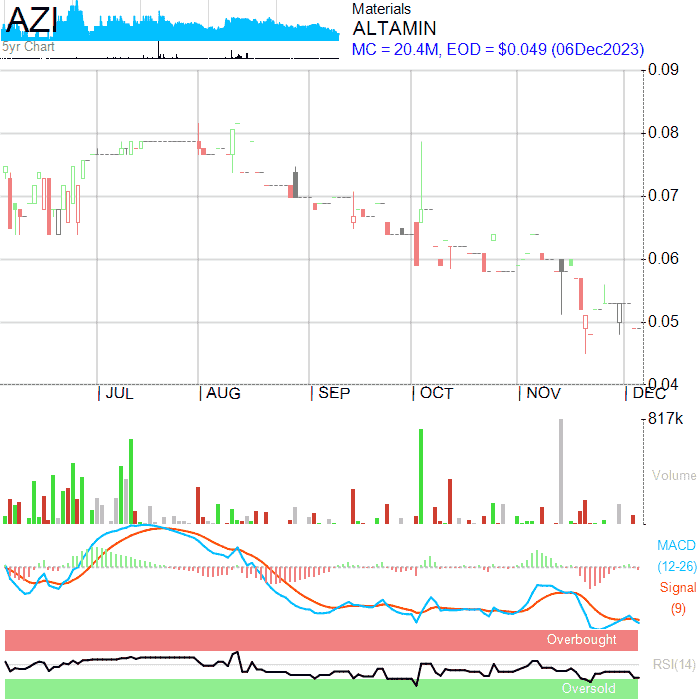 AZI
5yr Chart
Materials
ALTAMIN
MC = 20.4M, EOD = $0.049 (06Dec2023)
0.09
0.08
0.07
0.06
0.05
0.04
JUL
AUG
SEP
OCT
NOV
DEC
817k
Volume
MACD
(12-26)
Signal
(9)
Overbought
RSI(14)
Oversold